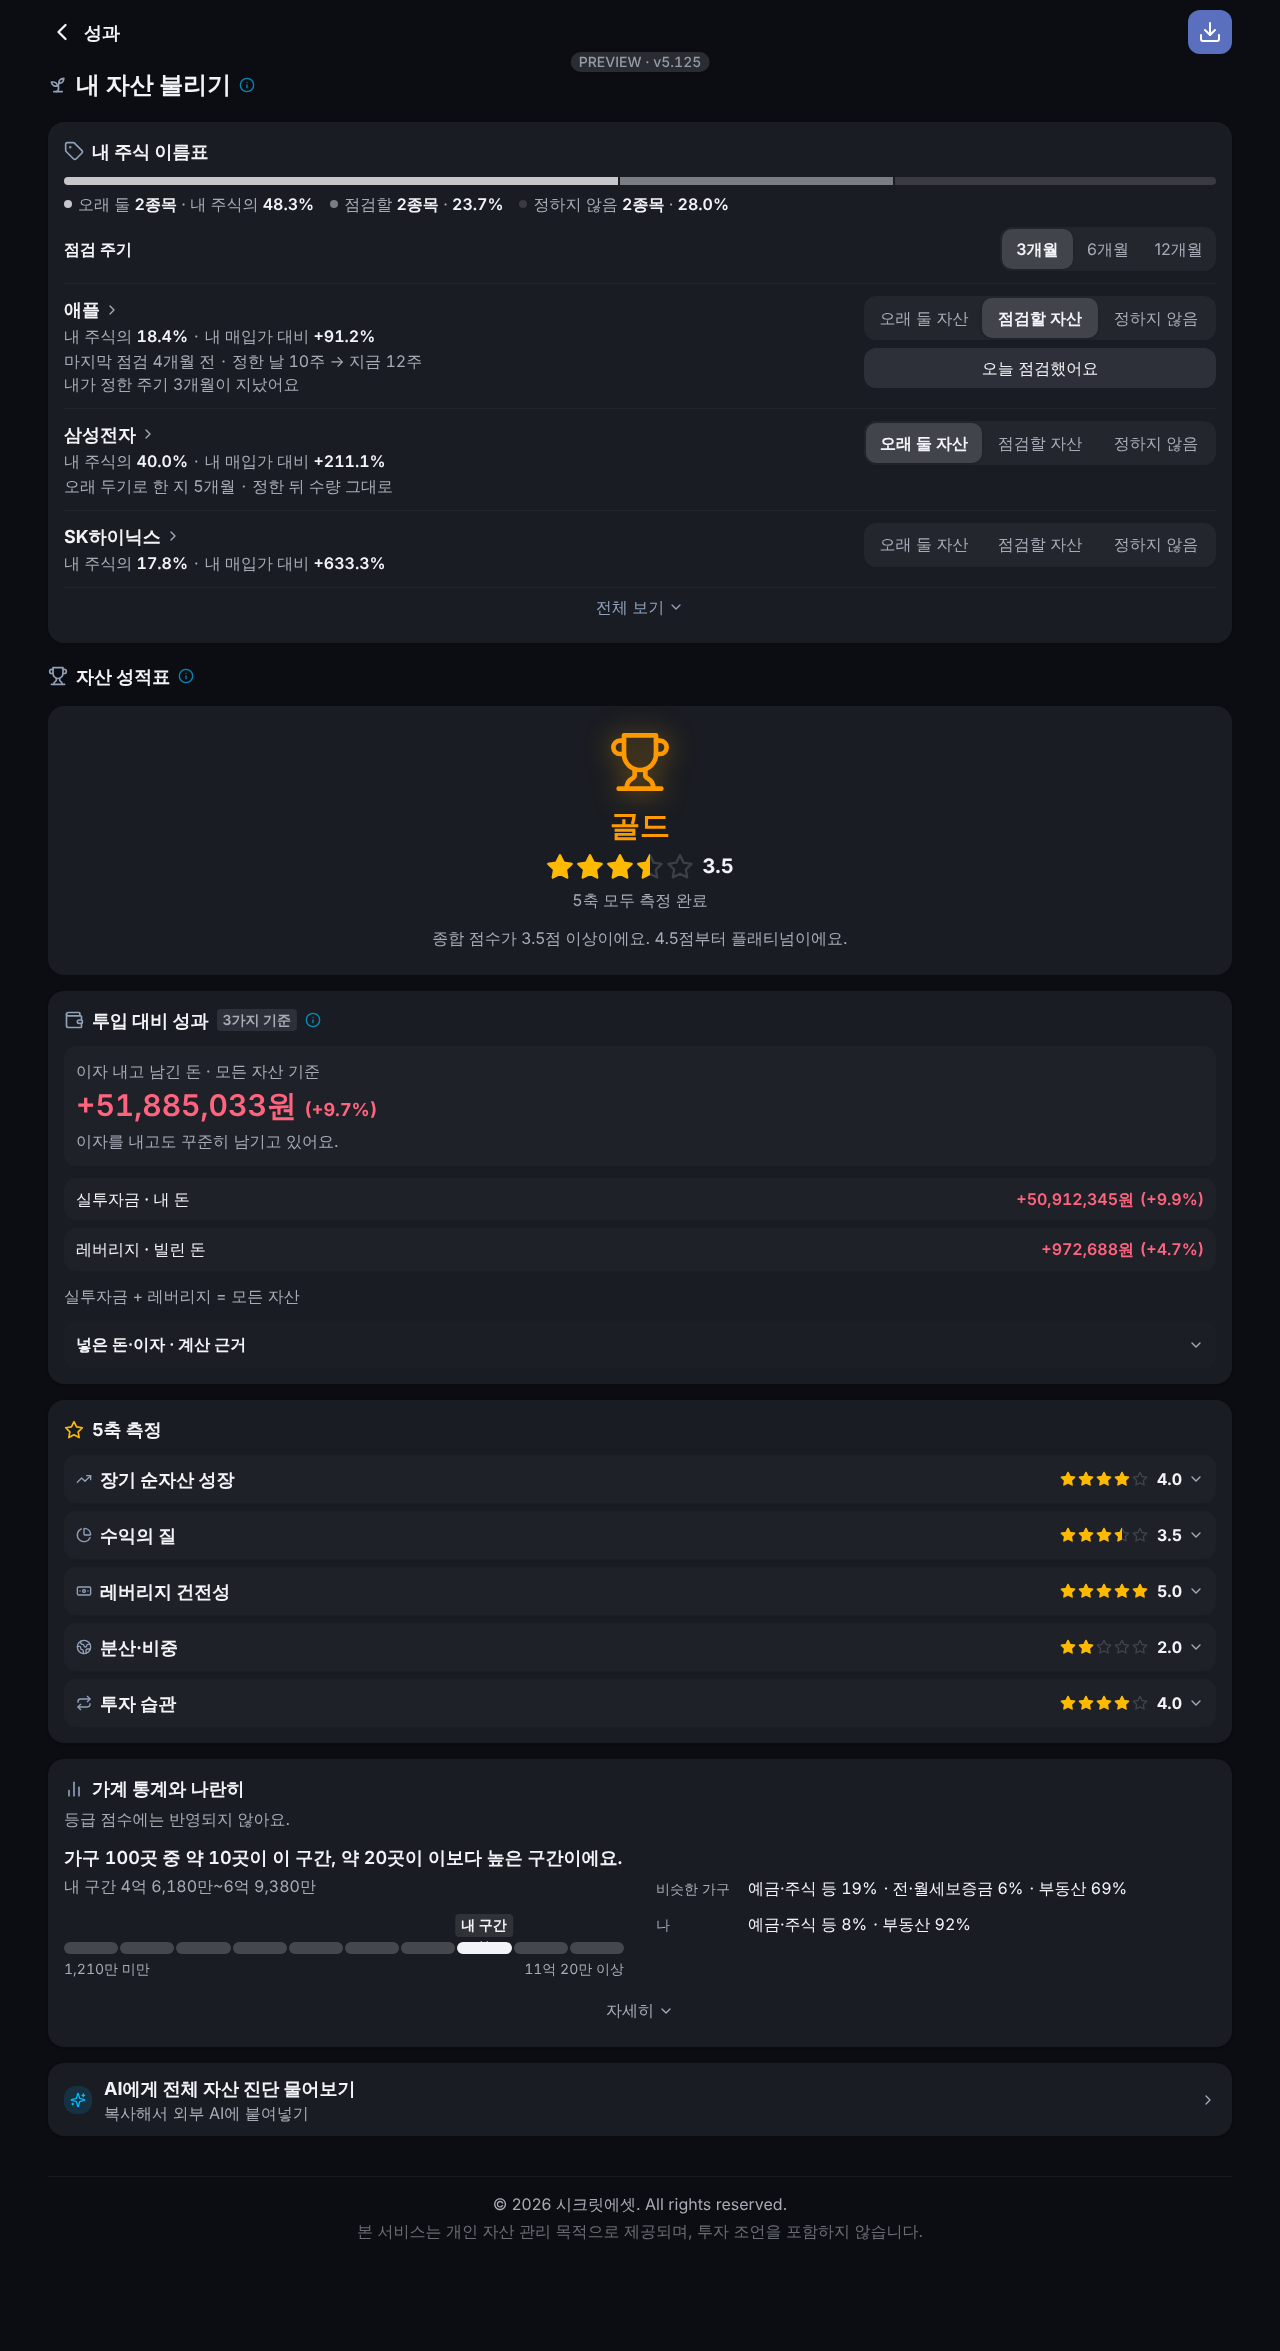 성과
PREVIEW · v5.125
내 자산 불리기
내 주식 이름표
오래 둘 2종목 · 내 주식의 48.3% 점검할 2종목 · 23.7% 정하지 않음 2종목 · 28.0%
점검 주기
3개월 6개월 12개월
애플
내 주식의 18.4% · 내 매입가 대비 +91.2%
마지막 점검 4개월 전 · 정한 날 10주 → 지금 12주
내가 정한 주기 3개월이 지났어요
오래 둘 자산 점검할 자산 정하지 않음
오늘 점검했어요
삼성전자
내 주식의 40.0% · 내 매입가 대비 +211.1%
오래 두기로 한 지 5개월 · 정한 뒤 수량 그대로
오래 둘 자산 점검할 자산 정하지 않음
SK하이닉스
내 주식의 17.8% · 내 매입가 대비 +633.3%
오래 둘 자산 점검할 자산 정하지 않음
전체 보기
자산 성적표
골드
3.5
5축 모두 측정 완료
종합 점수가 3.5점 이상이에요. 4.5점부터 플래티넘이에요.
투입 대비 성과 3가지 기준
이자 내고 남긴 돈 · 모든 자산 기준
+51,885,033원 (+9.7%)
이자를 내고도 꾸준히 남기고 있어요.
실투자금 · 내 돈 +50,912,345원 (+9.9%)
레버리지 · 빌린 돈 +972,688원 (+4.7%)
실투자금 + 레버리지 = 모든 자산
넣은 돈·이자 · 계산 근거
5축 측정
장기 순자산 성장 4.0
수익의 질 3.5
레버리지 건전성 5.0
분산·비중 2.0
투자 습관 4.0
가계 통계와 나란히
등급 점수에는 반영되지 않아요.
가구 100곳 중 약 10곳이 이 구간, 약 20곳이 이보다 높은 구간이에요.
내 구간 4억 6,180만~6억 9,380만
내 구간
1,210만 미만 11억 20만 이상
비슷한 가구 예금·주식 등 19% · 전·월세보증금 6% · 부동산 69%
나 예금·주식 등 8% · 부동산 92%
자세히
AI에게 전체 자산 진단 물어보기
복사해서 외부 AI에 붙여넣기
© 2026 시크릿에셋. All rights reserved.
본 서비스는 개인 자산 관리 목적으로 제공되며, 투자 조언을 포함하지 않습니다.